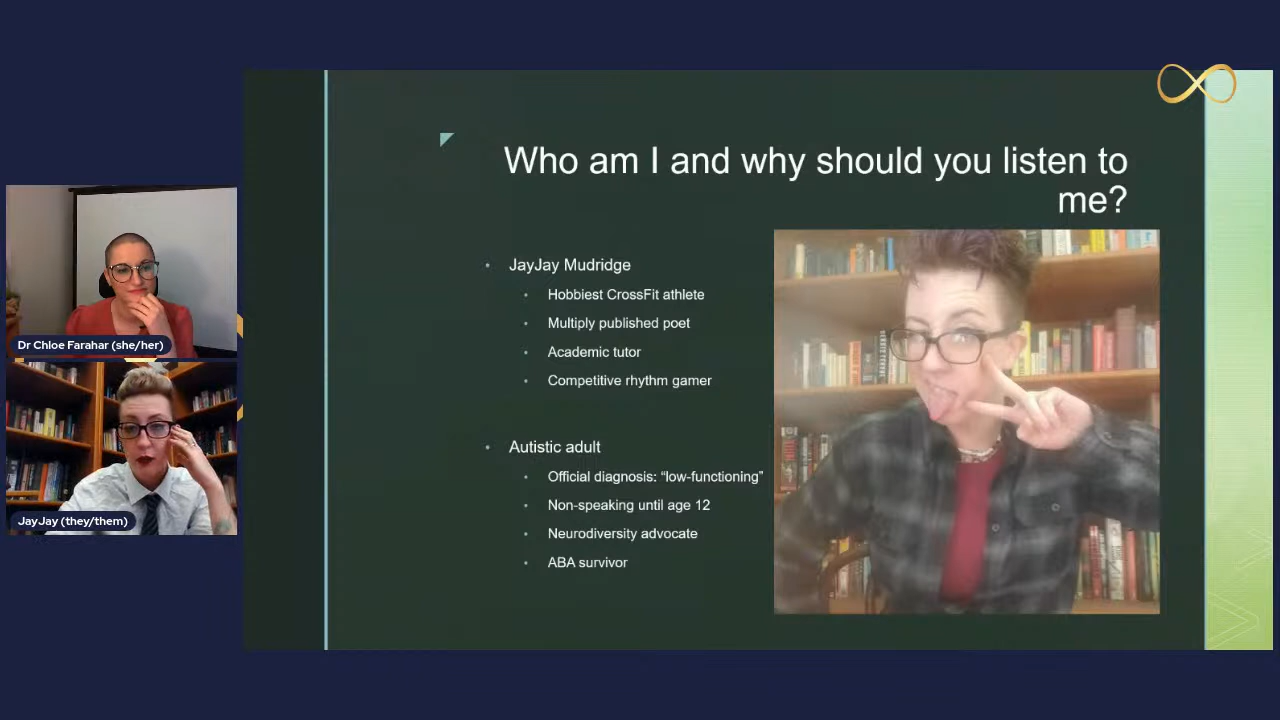 Who am I and why should you listen to
me?
JayJay Mudridge
Hobbiest CrossFit athlete
Multiply published poet
Academic tutor
Competitive rhythm gamer
Autistic adult
Official diagnosis: “low-functioning”
Non-speaking until age 12
Neurodiversity advocate
ABA survivor
Dr Chloe Farahar (she/her)
JayJay (they/them)